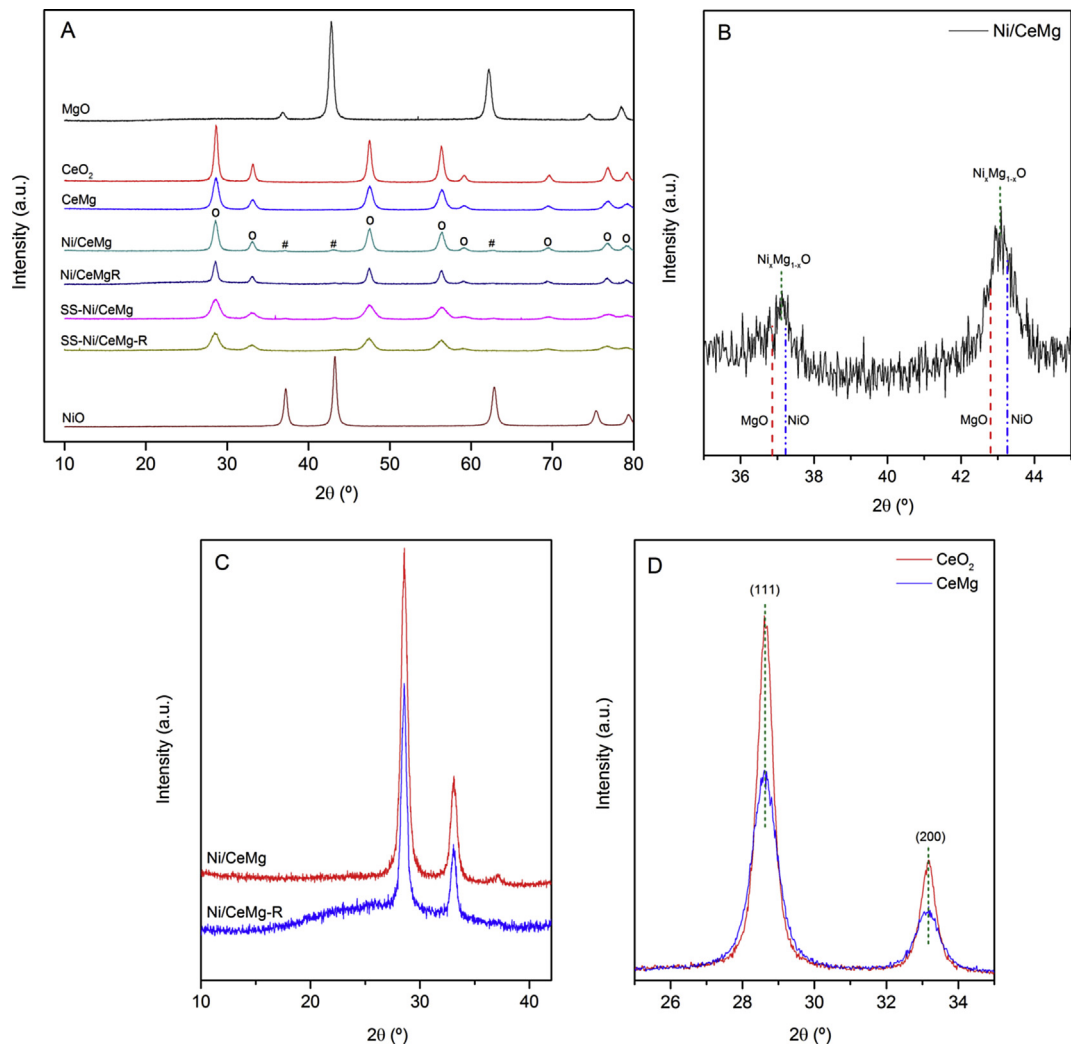 A
Intensity (a.u.)
MgO
CeO₂
CeMg
o o o o o o o o
Ni/CeMg
# # #
Ni/CeMgR
SS-Ni/CeMg
SS-Ni/CeMg-R
NiO
10 20 30 40 50 60 70 80
2θ (º)
B
Ni/CeMg
Intensity (a.u.)
NiₓMg₁₋ₓO
NiₓMg₁₋ₓO
MgO NiO MgO NiO
36 38 40 42 44
2θ (º)
C
Intensity (a.u.)
Ni/CeMg
Ni/CeMg-R
10 20 30 40
2θ (º)
D
CeO₂
CeMg
Intensity (a.u.)
(111)
(200)
26 28 30 32 34
2θ (º)